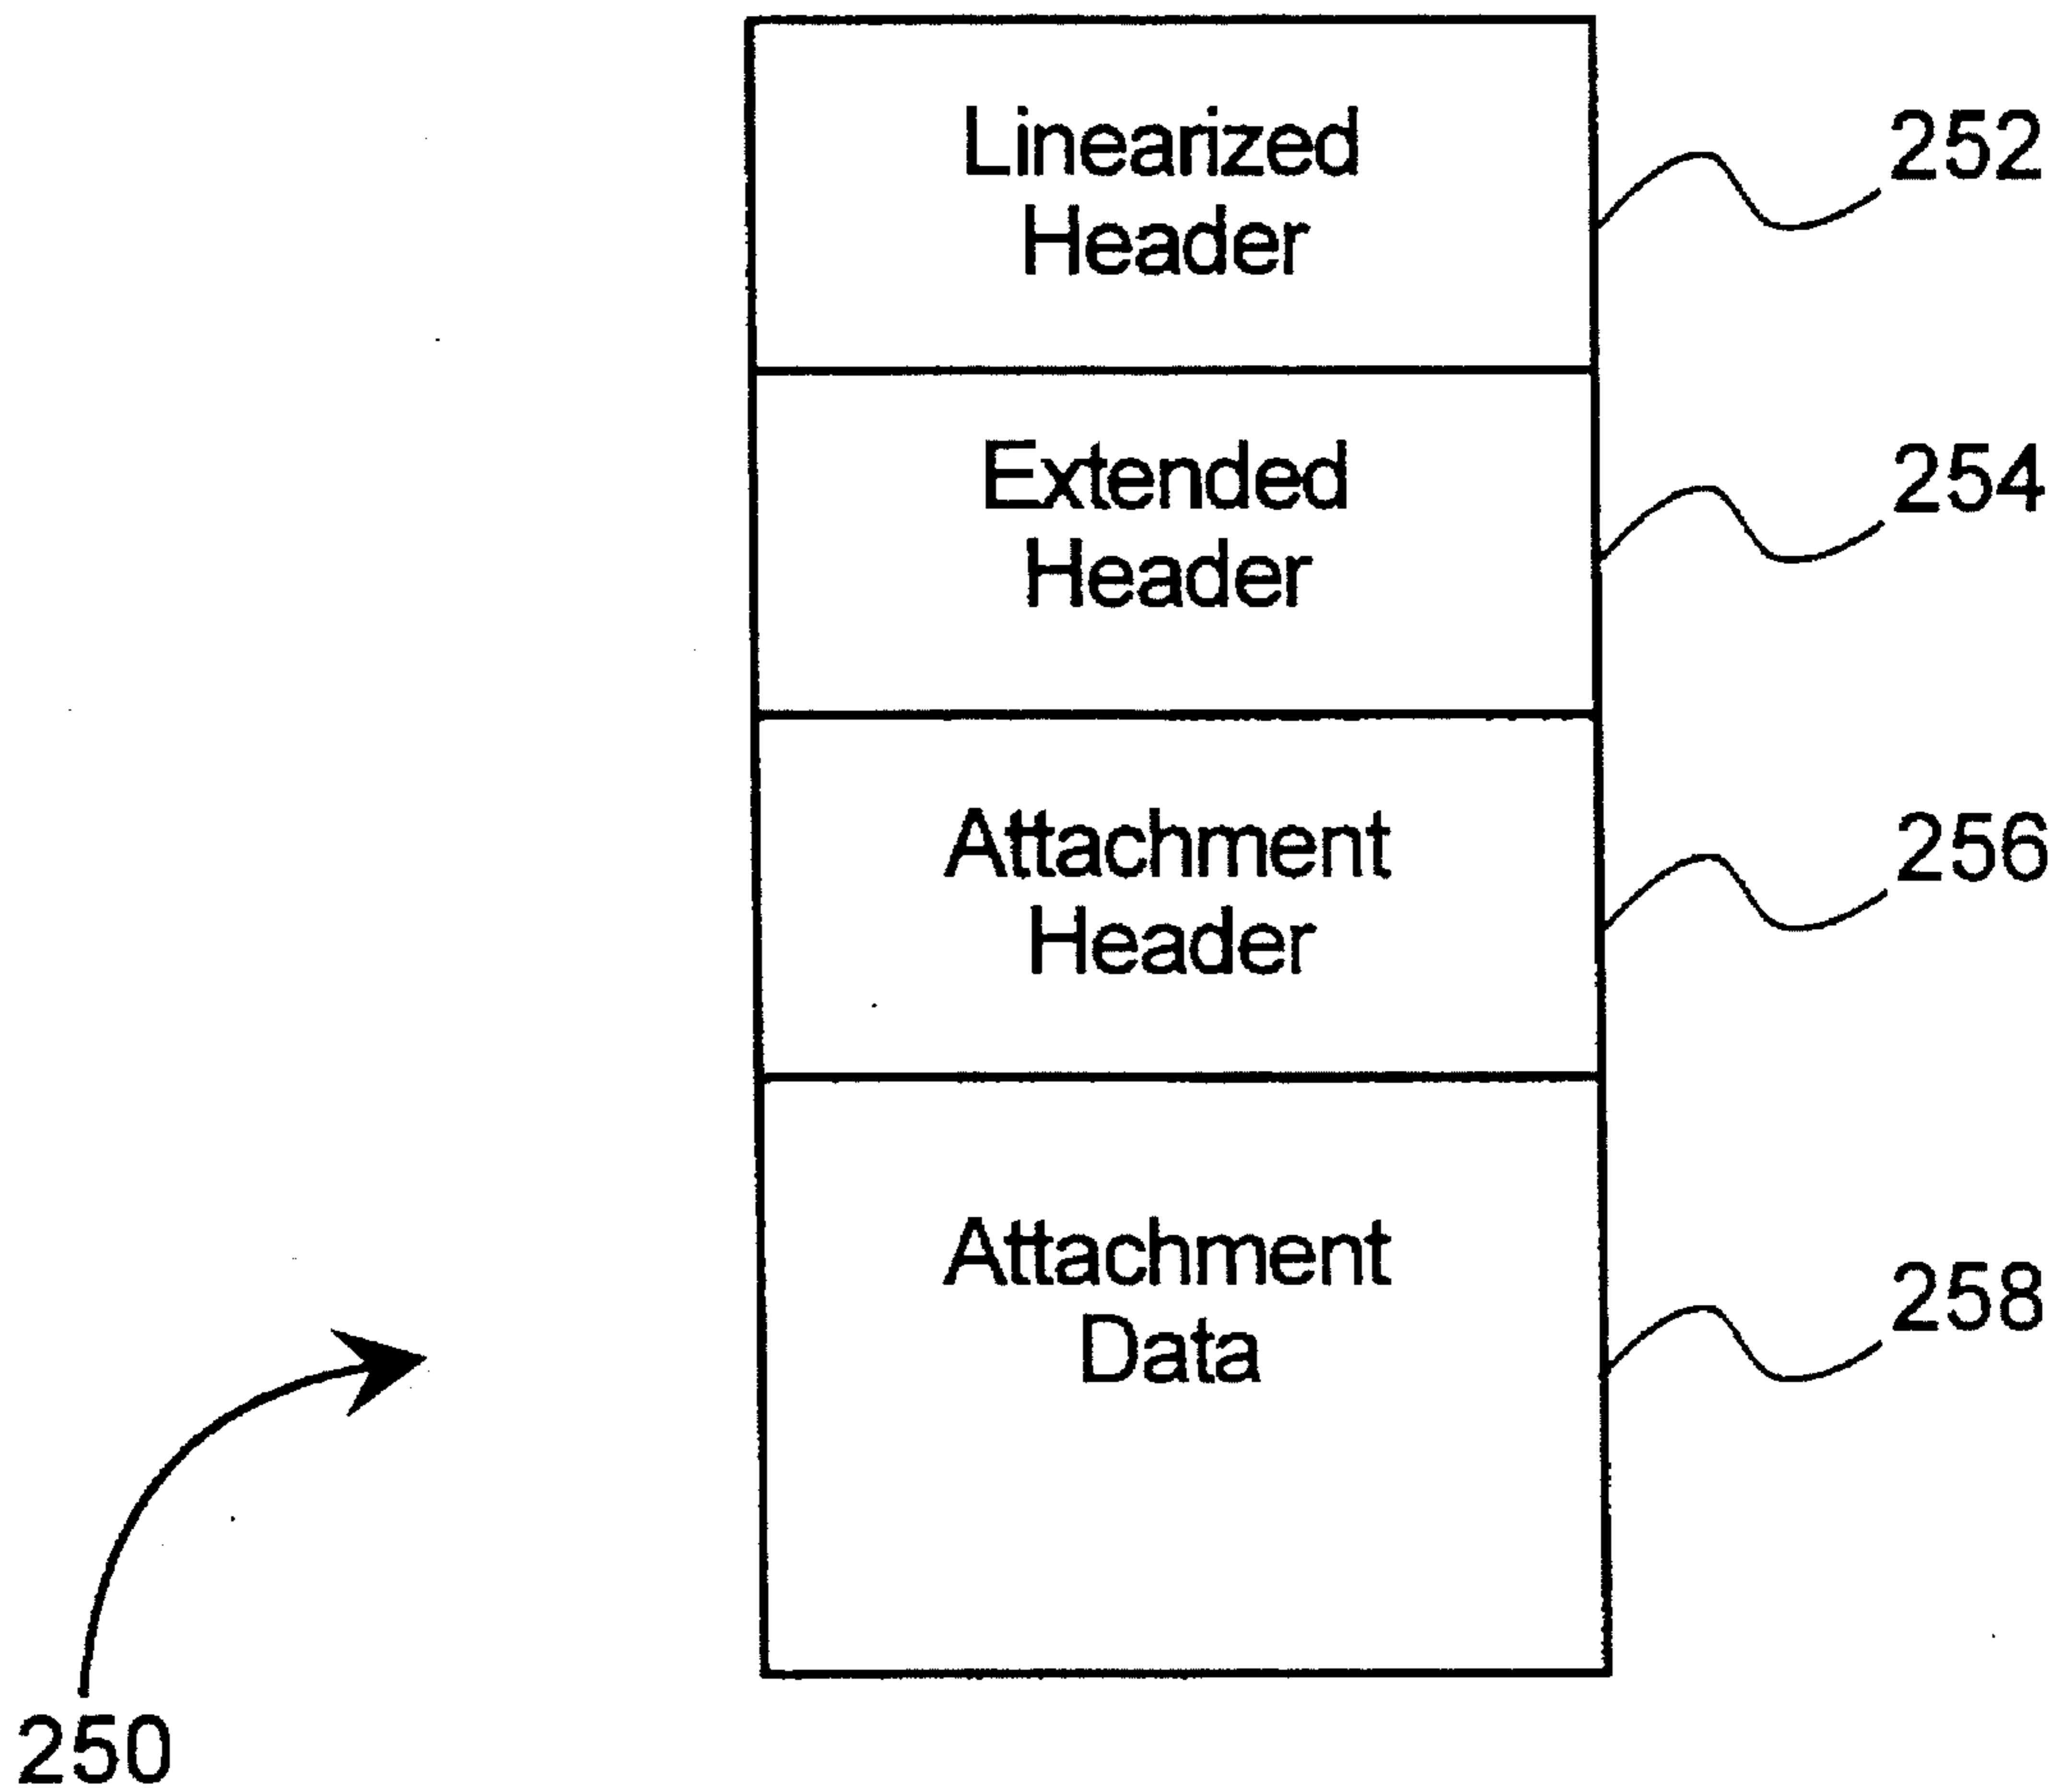 Linearized
Header
252
Extended
Header
254
Attachment
Header
256
Attachment
Data
258
250